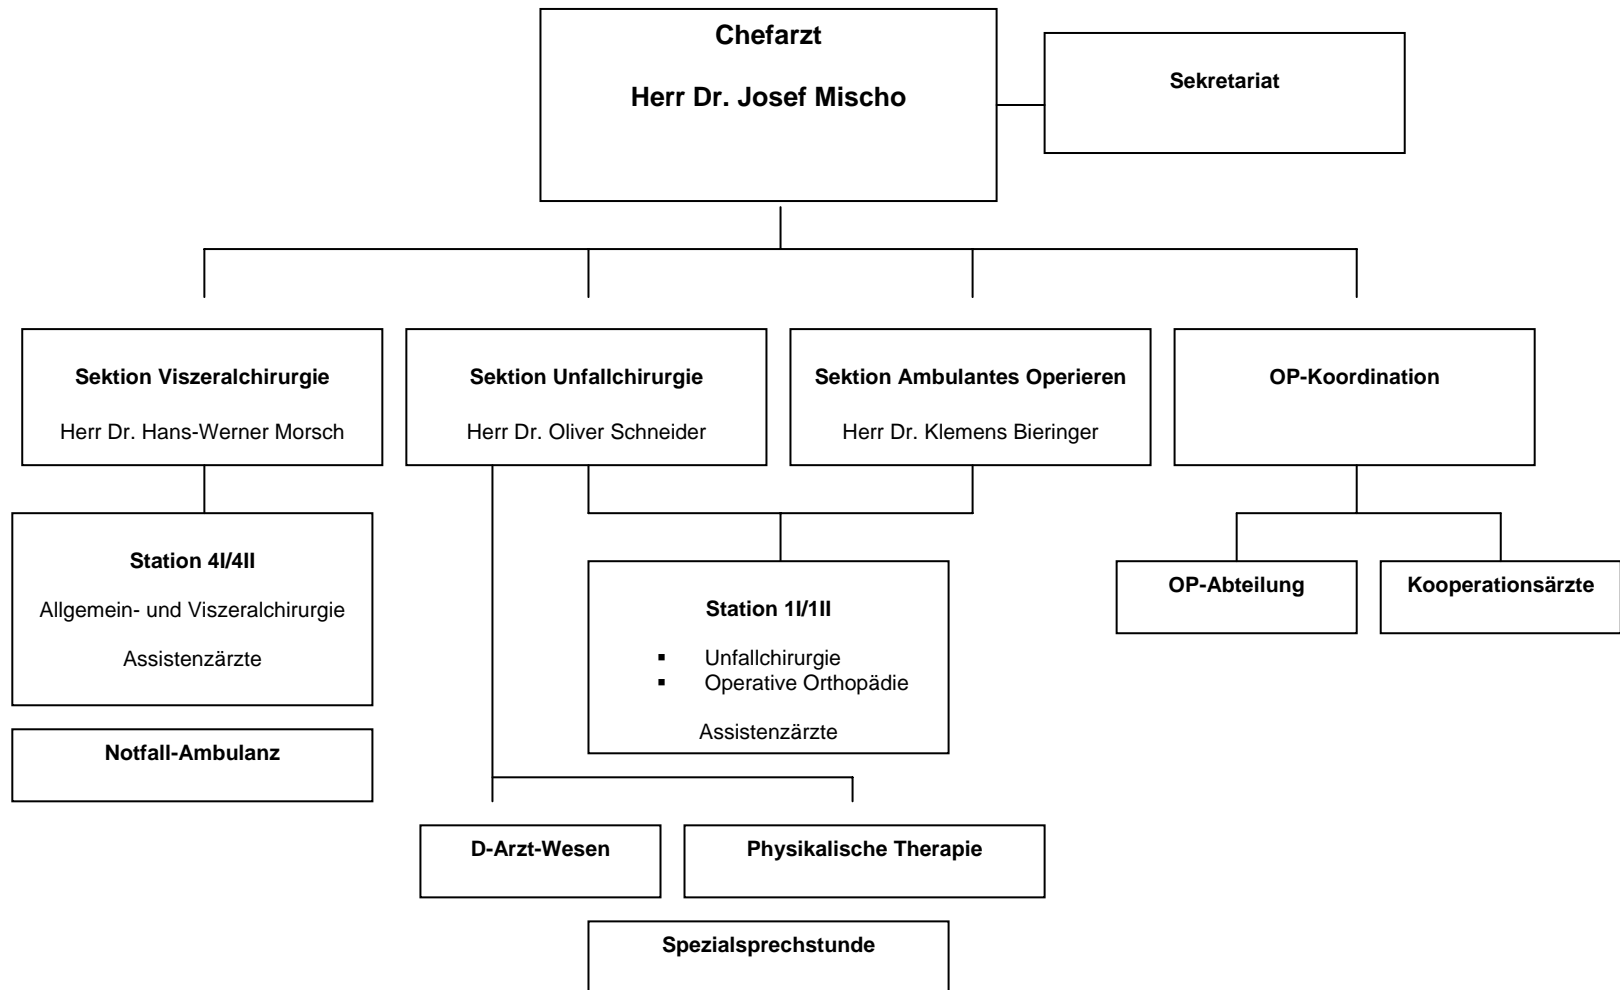 Chefarzt
Herr Dr. Josef Mischo
Sekretariat
Sektion Viszeralchirurgie
Herr Dr. Hans-Werner Morsch
Sektion Unfallchirurgie
Herr Dr. Oliver Schneider
Sektion Ambulantes Operieren
Herr Dr. Klemens Bieringer
OP-Koordination
Station 4I/4II
Allgemein- und Viszeralchirurgie
Assistenzärzte
Station 1I/1II
▪ Unfallchirurgie
▪ Operative Orthopädie
Assistenzärzte
OP-Abteilung
Kooperationsärzte
Notfall-Ambulanz
D-Arzt-Wesen
Physikalische Therapie
Spezialsprechstunde